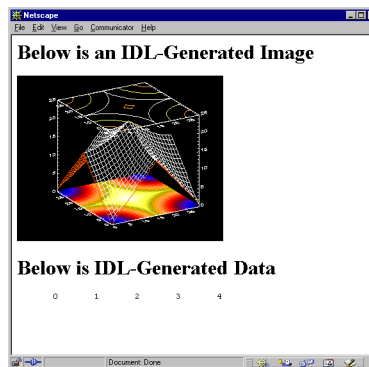 Netscape
File Edit View Go Communicator Help
Below is an IDL-Generated Image
Below is IDL-Generated Data
0 1 2 3 4
Document: Done